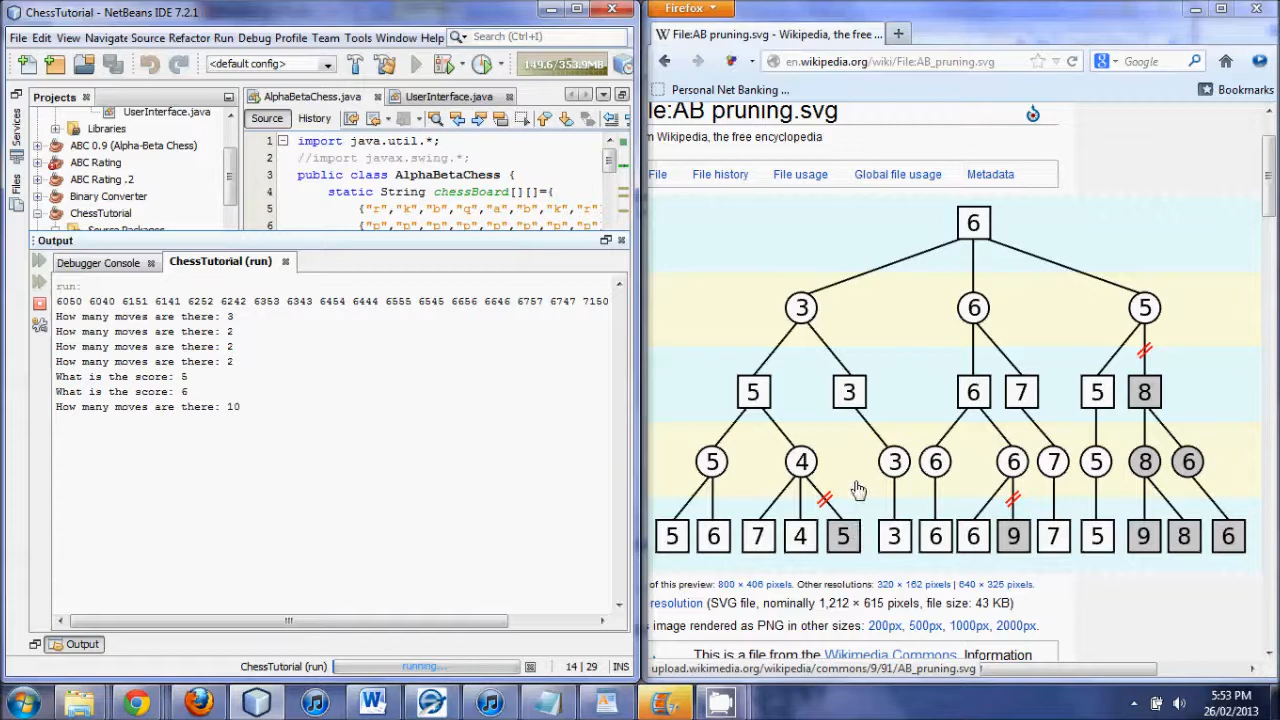 ChessTutorial - NetBeans IDE 7.2.1
File Edit View Navigate Source Refactor Run Debug Profile Team Tools Window Help
Search (Ctrl+I)
<default config>
149.6/353.9MB
Projects
AlphaBetaChess.java
UserInterface.java
Source
History
Services
Files
UserInterface.java
Libraries
ABC 0.9 (Alpha-Beta Chess)
ABC Rating
ABC Rating .2
Binary Converter
ChessTutorial
Source Packages
1 import java.util.*;
2 //import javax.swing.*;
3 public class AlphaBetaChess {
4 static String chessBoard[][]={
5 {"r","k","b","q","a","b","k","r"
6 {"p","p","p","p","p","p","p","p"
Output
Debugger Console
ChessTutorial (run)
run:
6050 6040 6151 6141 6252 6242 6353 6343 6454 6444 6555 6545 6656 6646 6757 6747 7150
How many moves are there: 3
How many moves are there: 2
How many moves are there: 2
How many moves are there: 2
What is the score: 5
What is the score: 6
How many moves are there: 10
Output
ChessTutorial (run)
running...
14 | 29
INS
Firefox
W File:AB pruning.svg - Wikipedia, the free ...
en.wikipedia.org/wiki/File:AB_pruning.svg
Google
Personal Net Banking ...
Bookmarks
le:AB pruning.svg
m Wikipedia, the free encyclopedia
File
File history
File usage
Global file usage
Metadata
6
3 6 5
5 3 6 7 5 8
5 4 3 6 6 7 5 8 6
5 6 7 4 5 3 6 6 9 7 5 9 8 6
of this preview: 800 × 406 pixels. Other resolutions: 320 × 162 pixels | 640 × 325 pixels.
resolution (SVG file, nominally 1,212 × 615 pixels, file size: 43 KB)
image rendered as PNG in other sizes: 200px, 500px, 1000px, 2000px.
This is a file from the Wikimedia Commons. Information
upload.wikimedia.org/wikipedia/commons/9/91/AB_pruning.svg
5:53 PM
26/02/2013